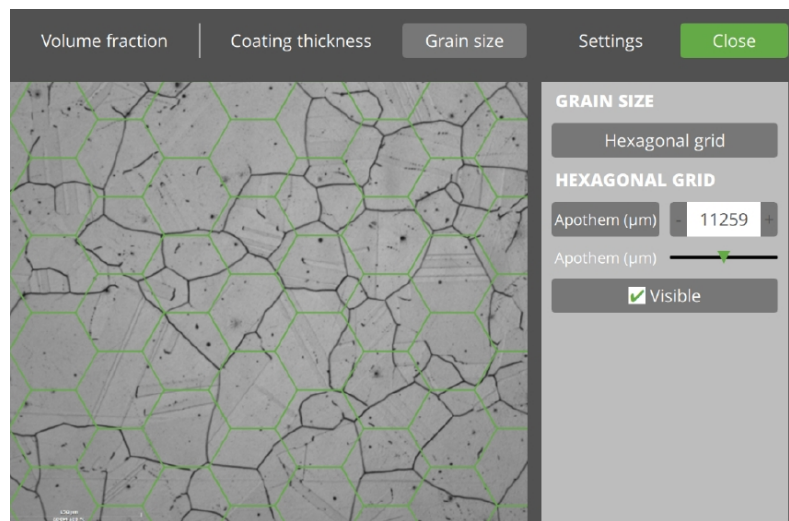 Volume fraction
Coating thickness
Grain size
Settings
Close
GRAIN SIZE
Hexagonal grid
HEXAGONAL GRID
Apothem (μm) - 11259 +
Apothem (μm)
Visible